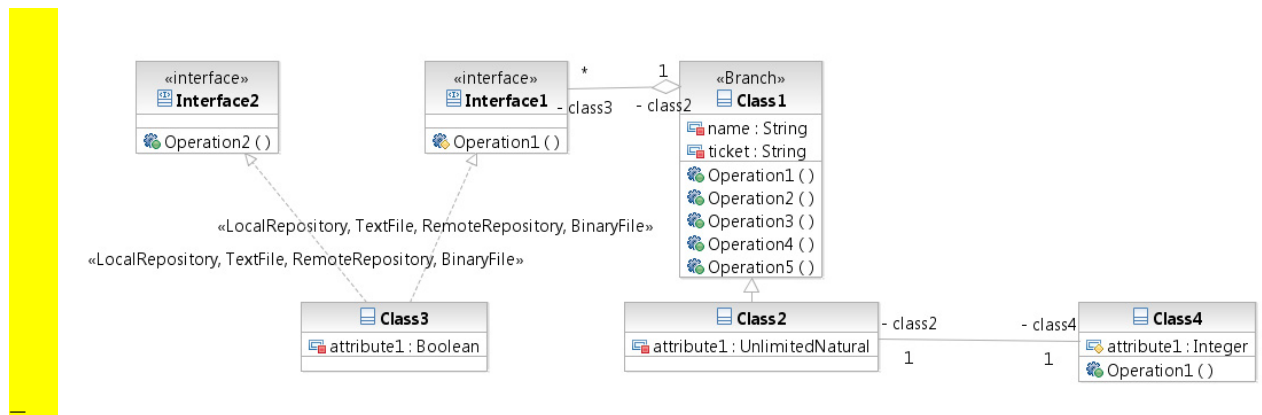 «interface»
Interface2
Operation2 ( )
«interface»
Interface1
Operation1 ( )
*
1
- class3
- class2
«Branch»
Class1
name : String
ticket : String
Operation1 ( )
Operation2 ( )
Operation3 ( )
Operation4 ( )
Operation5 ( )
«LocalRepository, TextFile, RemoteRepository, BinaryFile»
«LocalRepository, TextFile, RemoteRepository, BinaryFile»
Class3
attribute1 : Boolean
Class2
attribute1 : UnlimitedNatural
- class2
1
- class4
1
Class4
attribute1 : Integer
Operation1 ( )